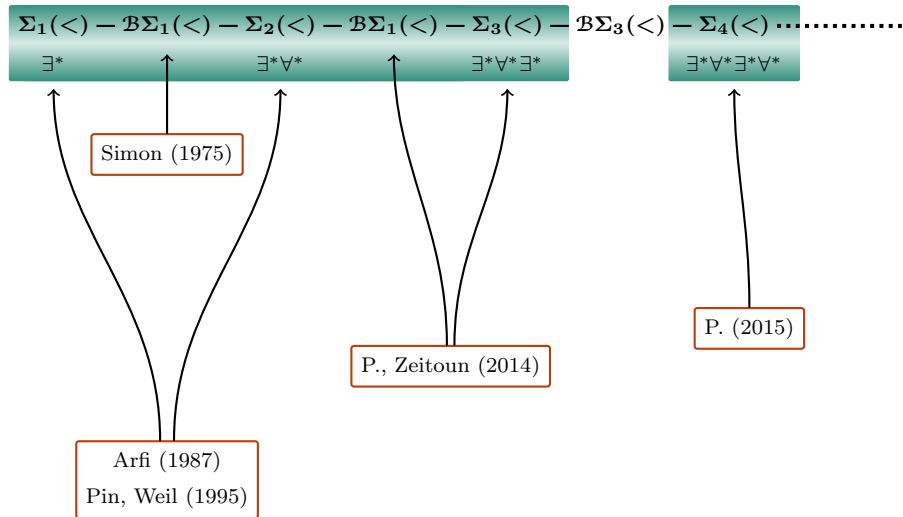 Σ₁(<) − ℬΣ₁(<) − Σ₂(<) − ℬΣ₁(<) − Σ₃(<) − ℬΣ₃(<) − Σ₄(<)
∃* ∃*∀* ∃*∀*∃* ∃*∀*∃*∀*
Simon (1975)
P. (2015)
P., Zeitoun (2014)
Arfi (1987)
Pin, Weil (1995)